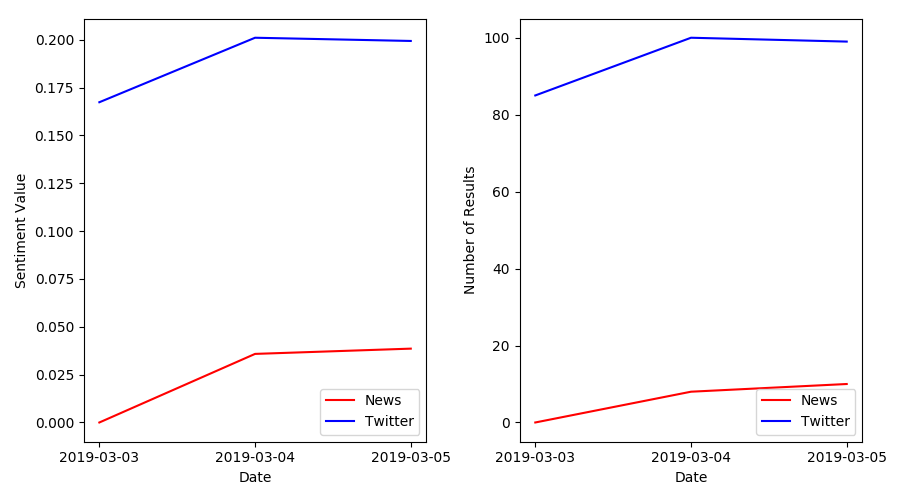 0.200
0.175
0.150
0.125
0.100
0.075
0.050
0.025
0.000
Sentiment Value
2019-03-03
2019-03-04
2019-03-05
Date
News
Twitter
100
80
60
40
20
0
Number of Results
2019-03-03
2019-03-04
2019-03-05
Date
News
Twitter